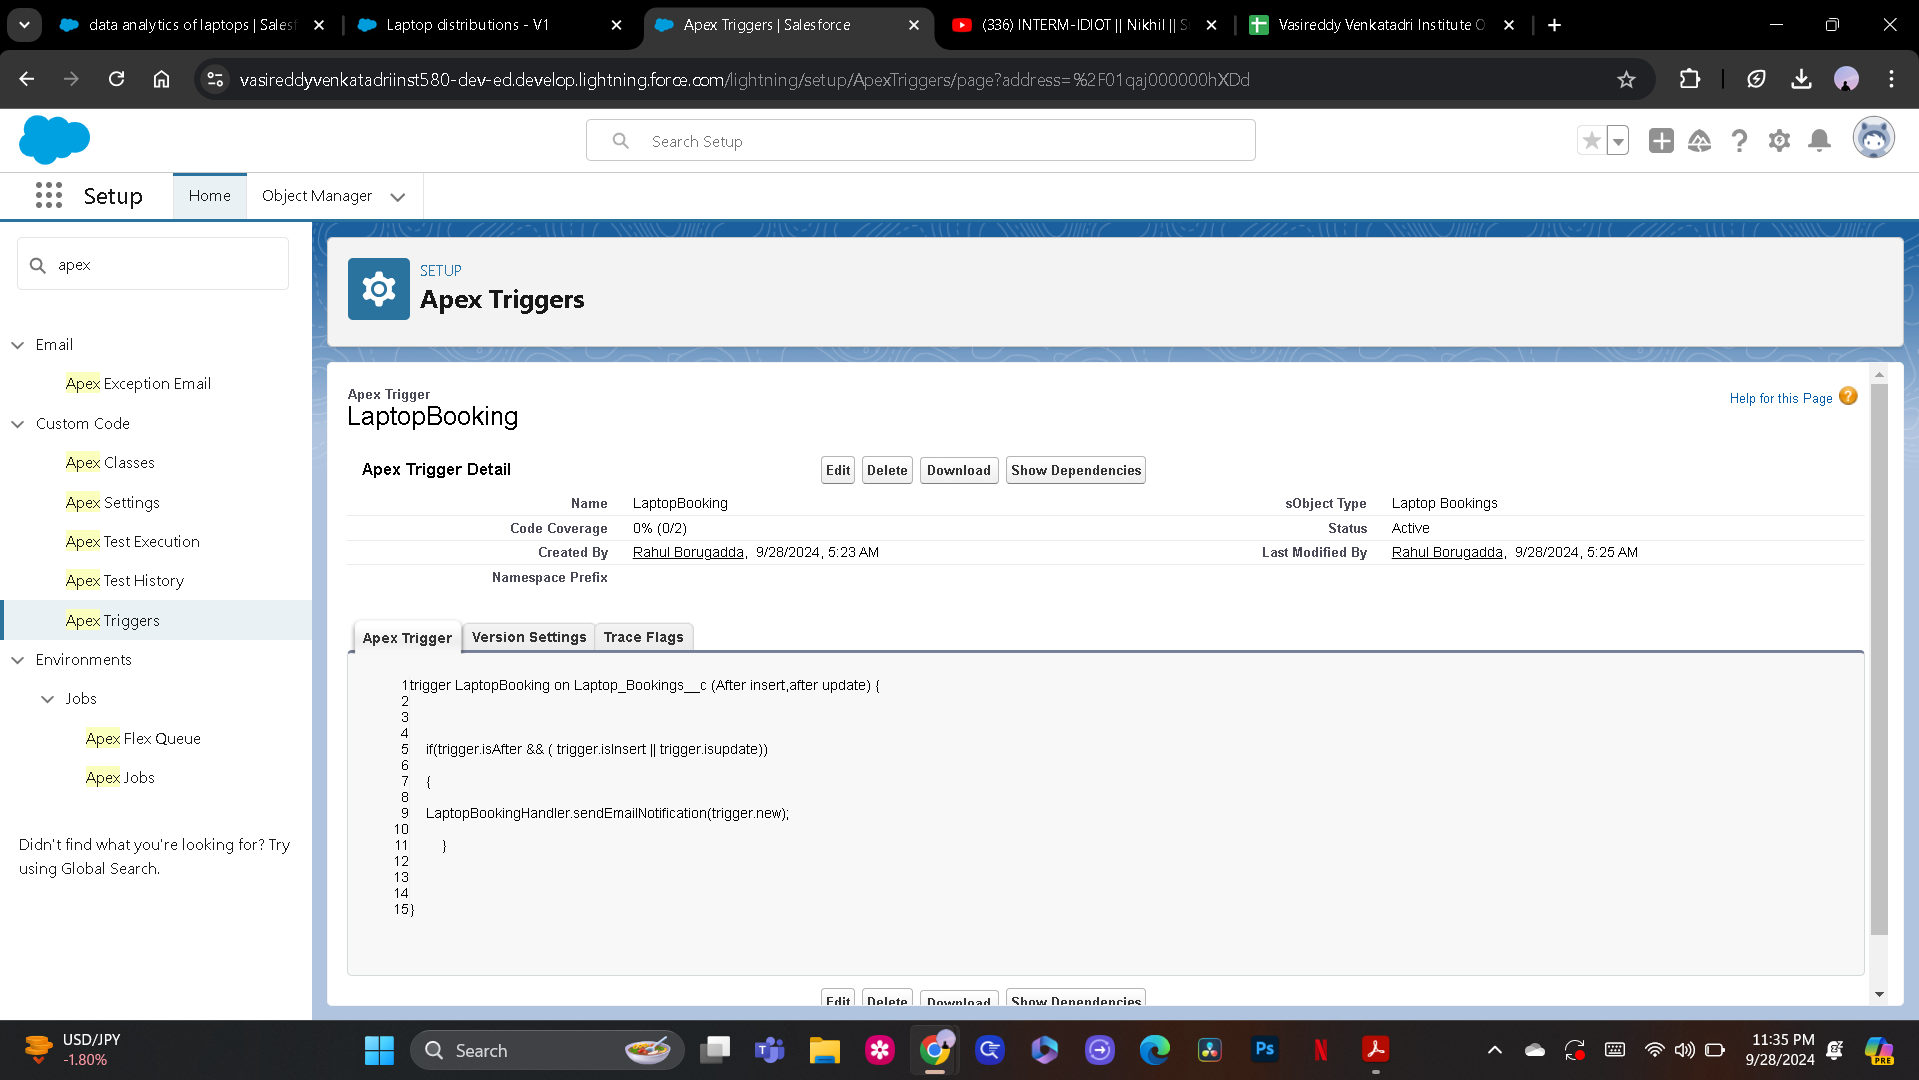 data analytics of laptops | Salesf
Laptop distributions - V1
Apex Triggers | Salesforce
(336) INTERM-IDIOT || Nikhil || S
Vasireddy Venkatadri Institute O
vasireddyvenkatadriinst580-dev-ed.develop.lightning.force.com/lightning/setup/ApexTriggers/page?address=%2F01qaj000000hXDd
Search Setup
Setup
Home
Object Manager
apex
Email
Apex Exception Email
Custom Code
Apex Classes
Apex Settings
Apex Test Execution
Apex Test History
Apex Triggers
Environments
Jobs
Apex Flex Queue
Apex Jobs
Didn't find what you're looking for? Try
using Global Search.
SETUP
Apex Triggers
Apex Trigger
LaptopBooking
Help for this Page
Apex Trigger Detail
Edit
Delete
Download
Show Dependencies
Name LaptopBooking
sObject Type Laptop Bookings
Code Coverage 0% (0/2)
Status Active
Created By Rahul Borugadda, 9/28/2024, 5:23 AM
Last Modified By Rahul Borugadda, 9/28/2024, 5:25 AM
Namespace Prefix
Apex Trigger
Version Settings
Trace Flags
1 trigger LaptopBooking on Laptop_Bookings__c (After insert,after update) {
2
3
4
5 if(trigger.isAfter && ( trigger.isInsert || trigger.isupdate))
6
7 {
8
9 LaptopBookingHandler.sendEmailNotification(trigger.new);
10
11 }
12
13
14
15 }
Edit
Delete
Download
Show Dependencies
USD/JPY
-1.80%
Search
Ps
PRE
11:35 PM
9/28/2024